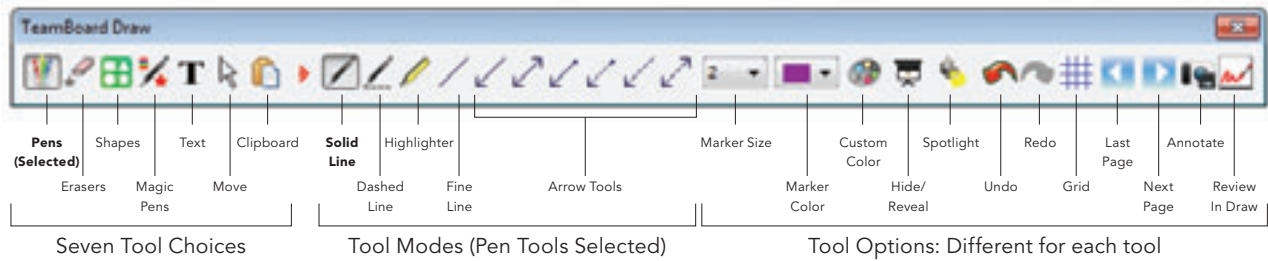 TeamBoard Draw
T
2
Pens
(Selected)
Shapes
Text
Clipboard
Solid
Line
Highlighter
Marker Size
Custom
Color
Spotlight
Redo
Last
Page
Annotate
Erasers
Magic
Pens
Move
Dashed
Line
Fine
Line
Arrow Tools
Marker
Color
Hide/
Reveal
Undo
Grid
Next
Page
Review
In Draw
Seven Tool Choices
Tool Modes (Pen Tools Selected)
Tool Options: Different for each tool